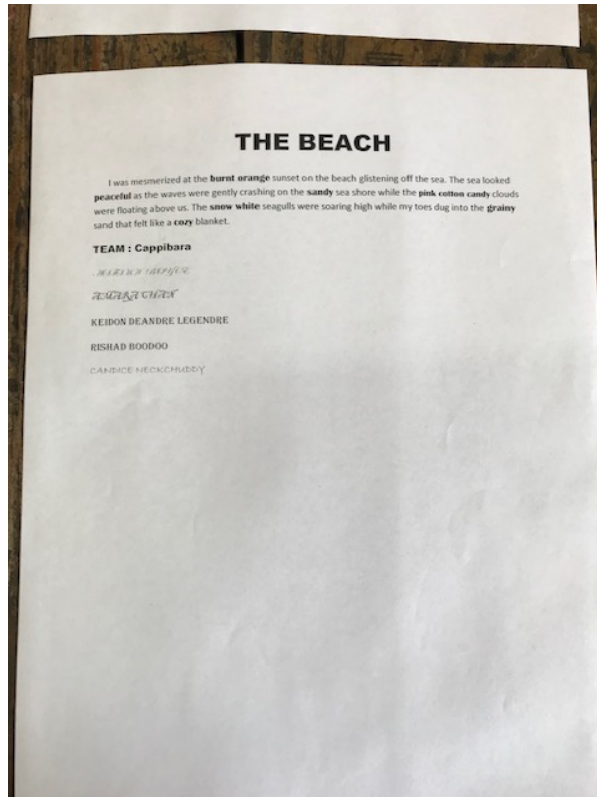 THE BEACH
I was mesmerized at the burnt orange sunset on the beach glistening off the sea. The sea looked
peaceful as the waves were gently crashing on the sandy sea shore while the pink cotton candy clouds
were floating above us. The snow white seagulls were soaring high while my toes dug into the grainy
sand that felt like a cozy blanket.
TEAM : Cappibara
AMARA CHAN
KEIDON DEANDRE LEGENDRE
RISHAD BOODOO
CANDICE NECKCHUDDY